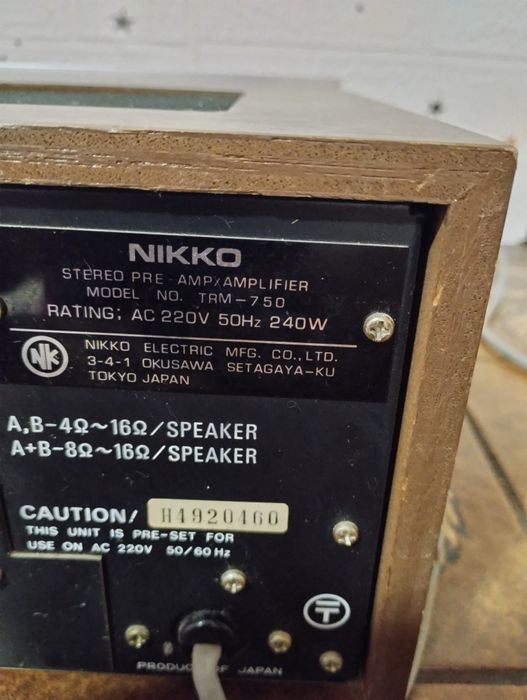 NIKKO
STEREO PRE-AMP/AMPLIFIER
MODEL NO. TRM-750
RATING; AC 220V 50Hz 240W
NK
NIKKO ELECTRIC MFG. CO., LTD.
3-4-1 OKUSAWA SETAGAYA-KU
TOKYO JAPAN
A,B-4Ω~16Ω/SPEAKER
A+B-8Ω~16Ω/SPEAKER
CAUTION/ H4920460
THIS UNIT IS PRE-SET FOR
USE ON AC 220V 50/60Hz
PRODUCT OF JAPAN